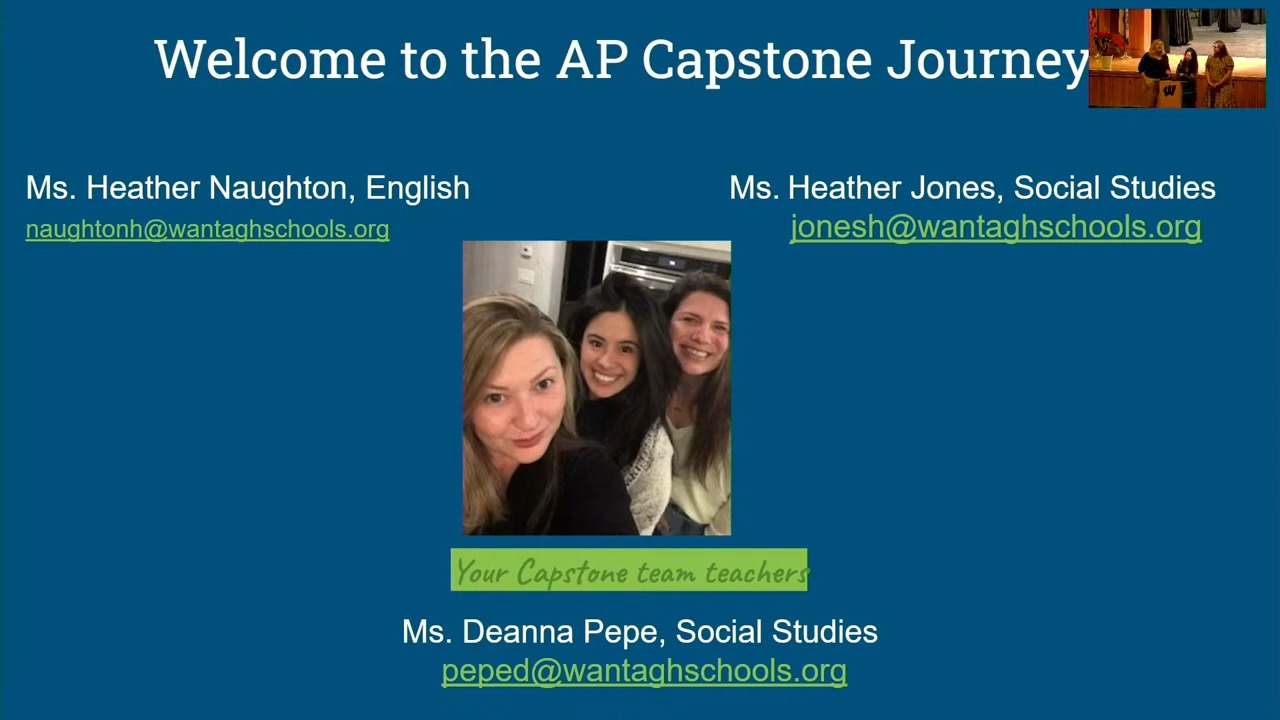 Welcome to the AP Capstone Journey
W
Ms. Heather Naughton, English
naughtonh@wantaghschools.org
Ms. Heather Jones, Social Studies
jonesh@wantaghschools.org
Your Capstone team teachers
Ms. Deanna Pepe, Social Studies
peped@wantaghschools.org